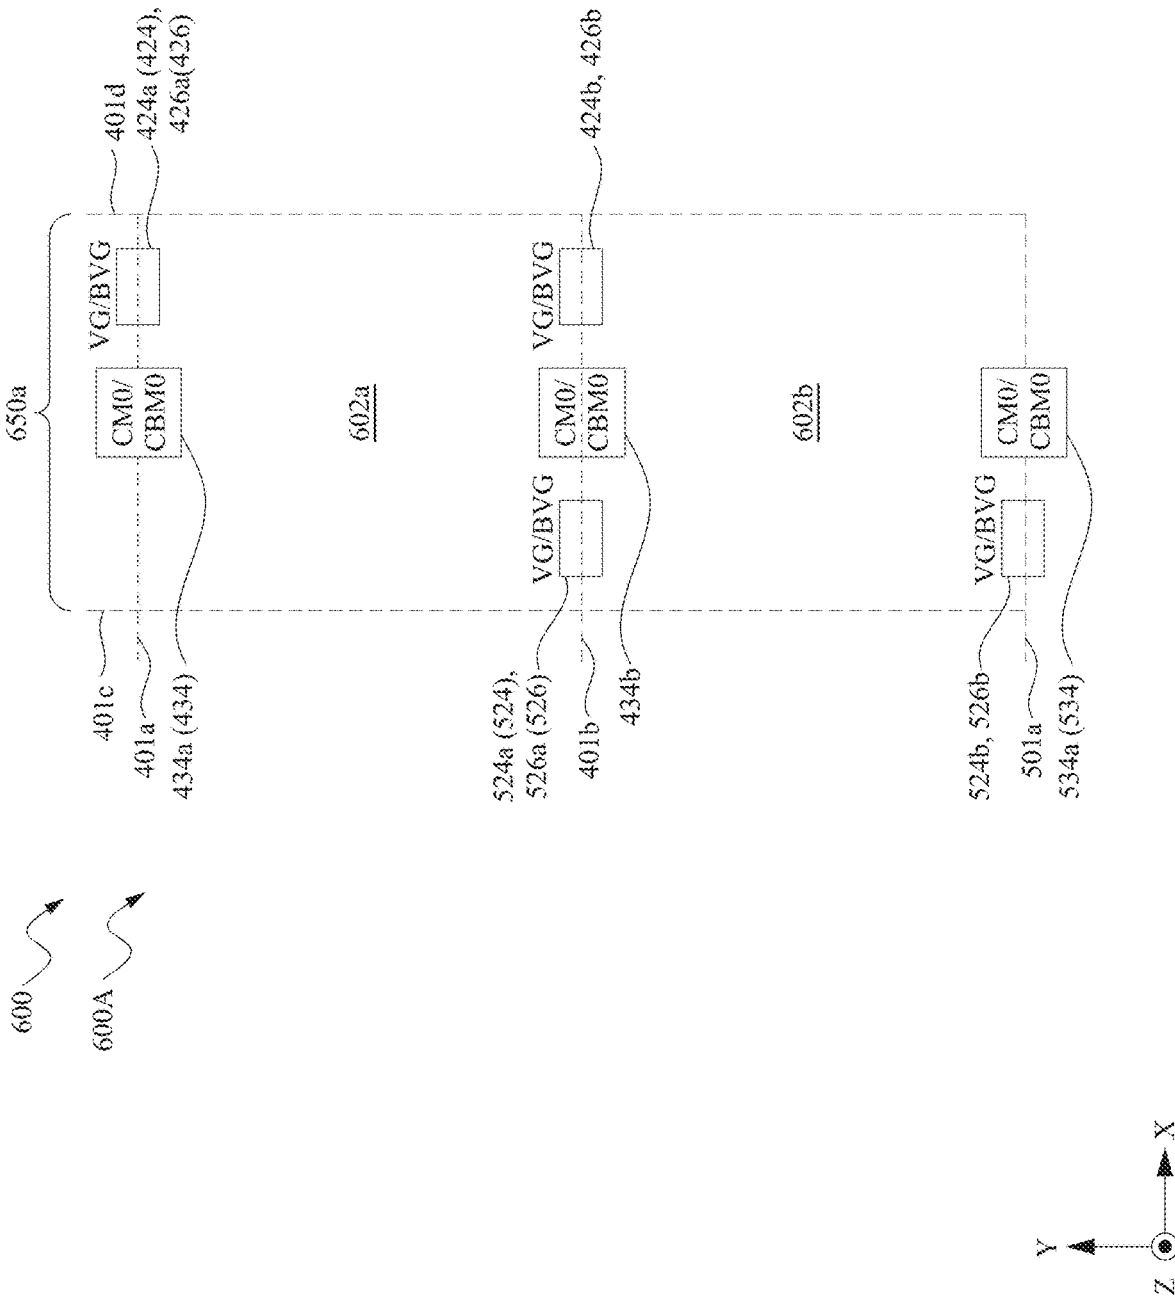 600
600A
650a
401c
401a
434a (434)
401d
424a (424),
426a(426)
VG/BVG
CM0/
CBM0
602a
524a (524),
526a (526)
401b
434b
VG/BVG
CM0/
CBM0
VG/BVG
424b, 426b
602b
524b, 526b
501a
534a (534)
VG/BVG
CM0/
CBM0
Y
X
Z